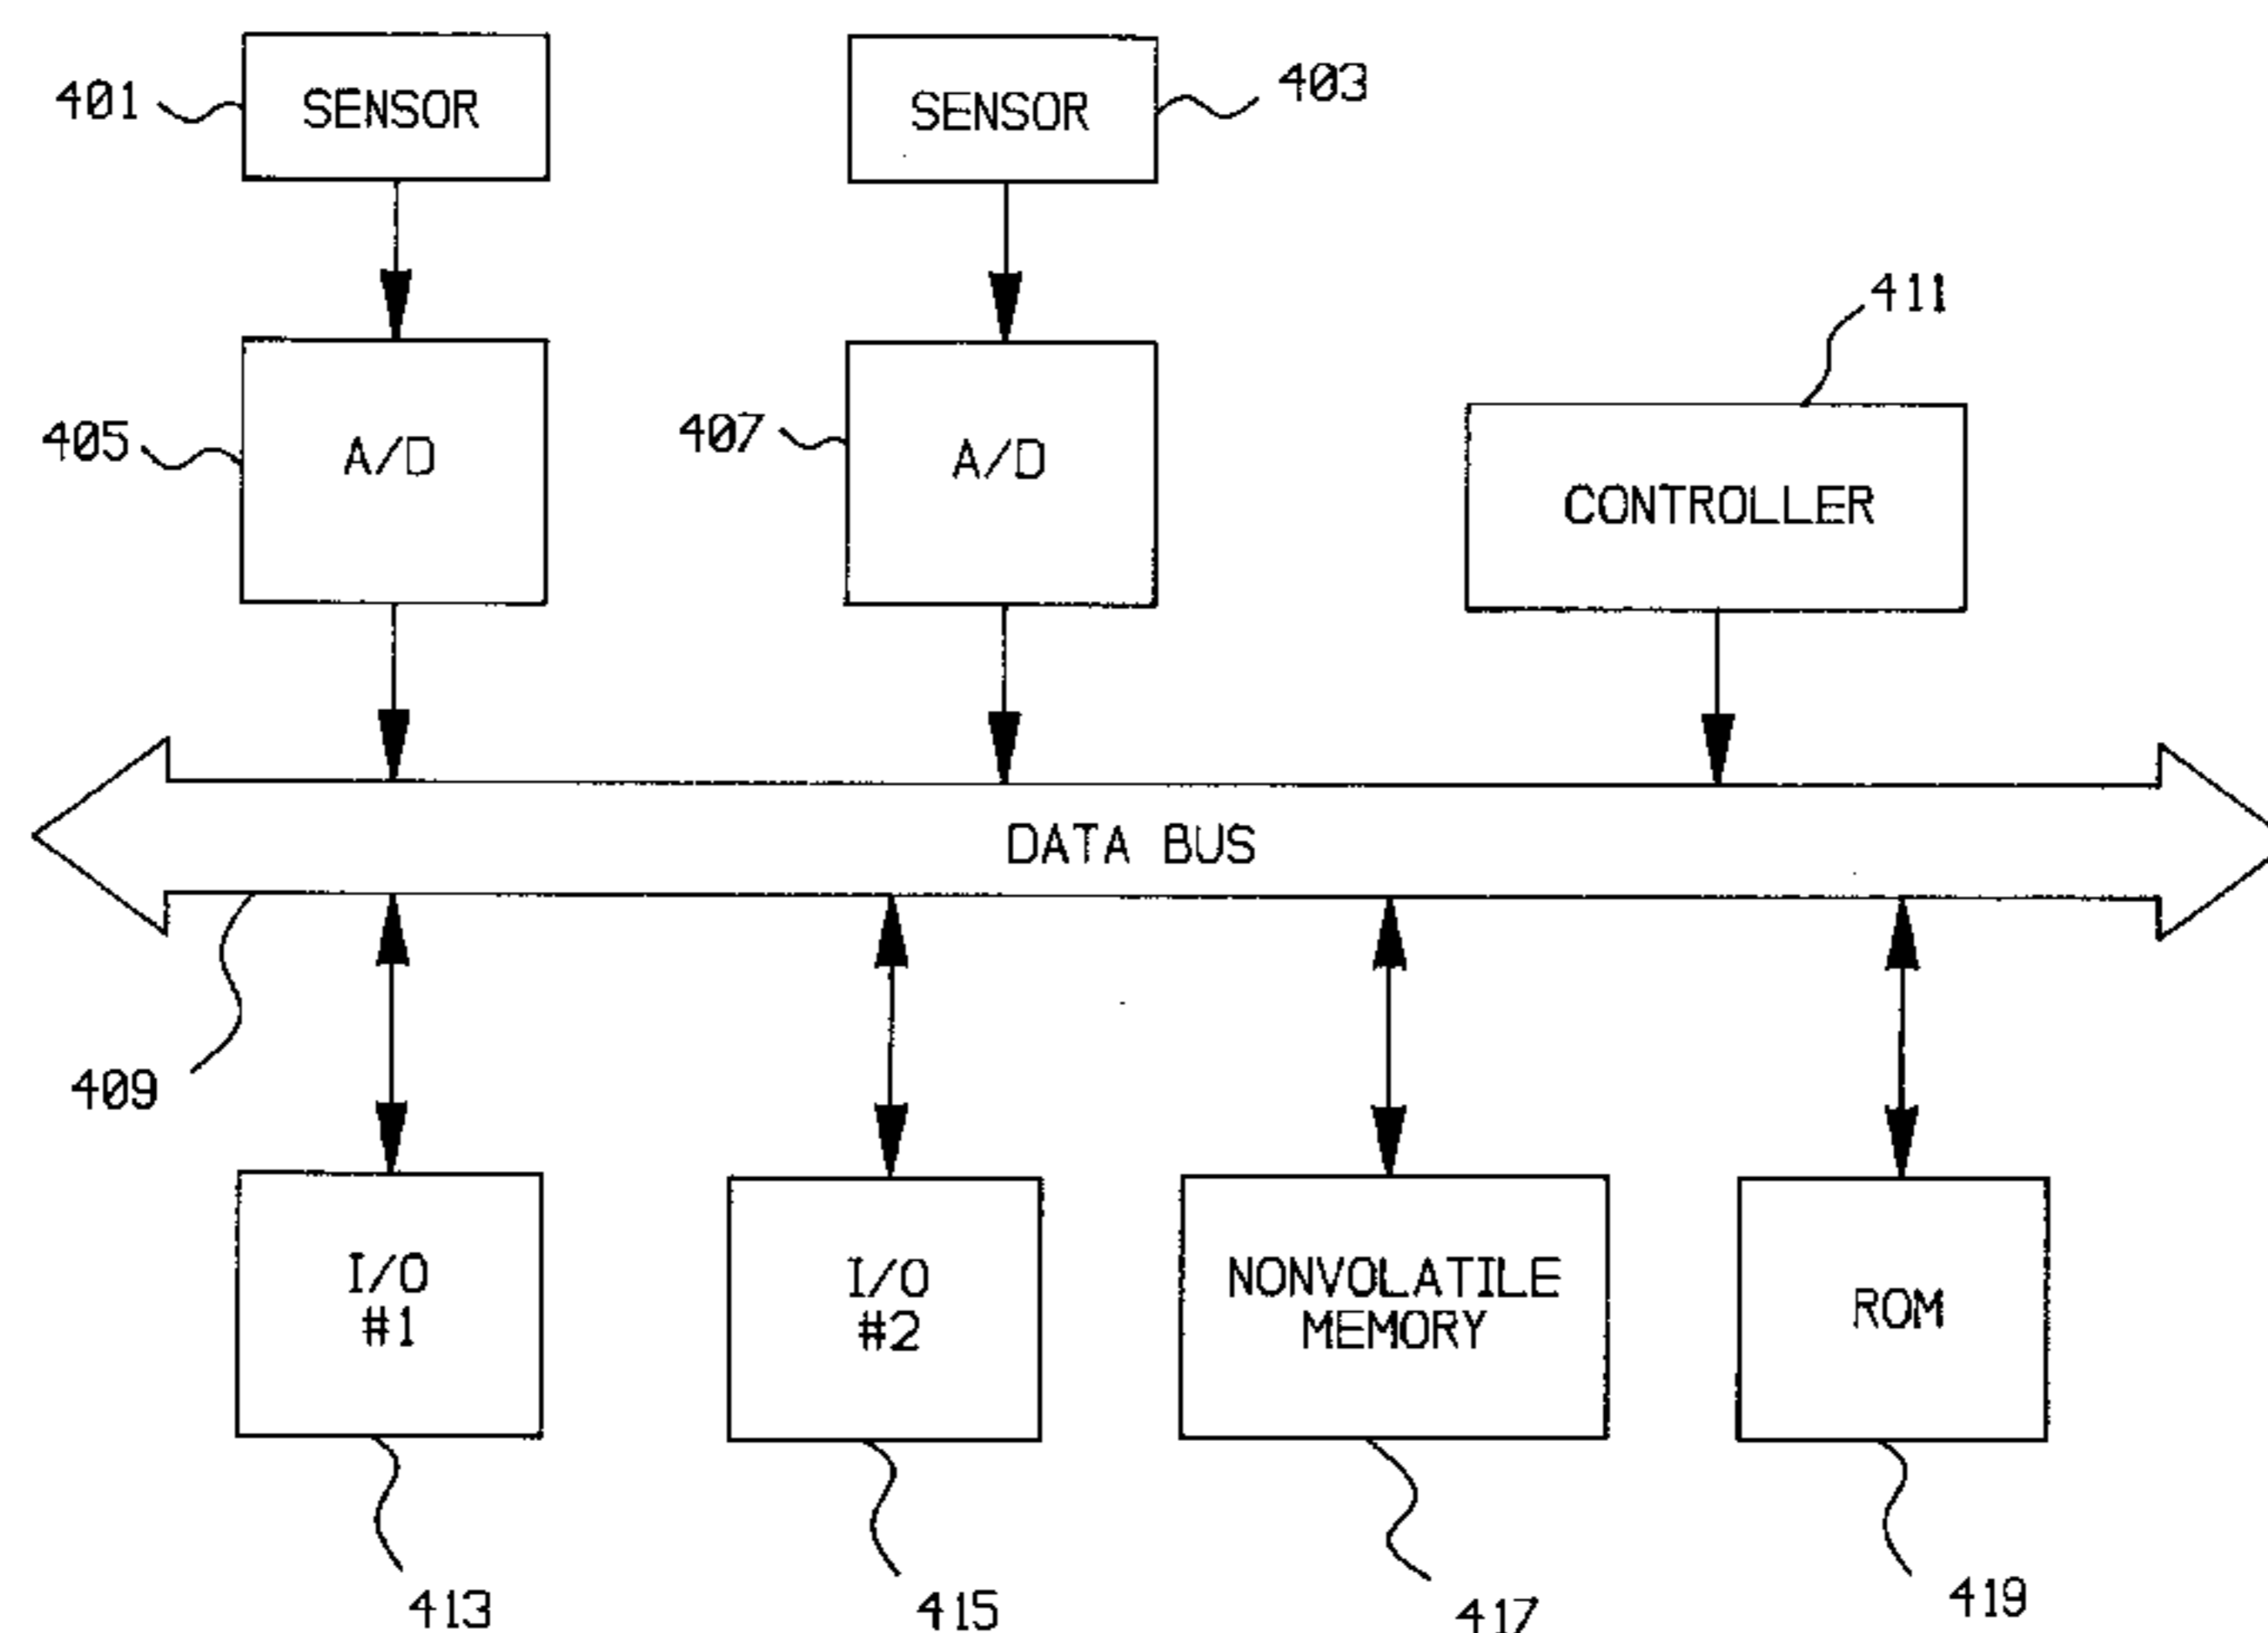 401
SENSOR
SENSOR
403
411
405
A/D
407
A/D
CONTROLLER
DATA BUS
409
I/O
#1
I/O
#2
NONVOLATILE
MEMORY
ROM
413
415
417
419